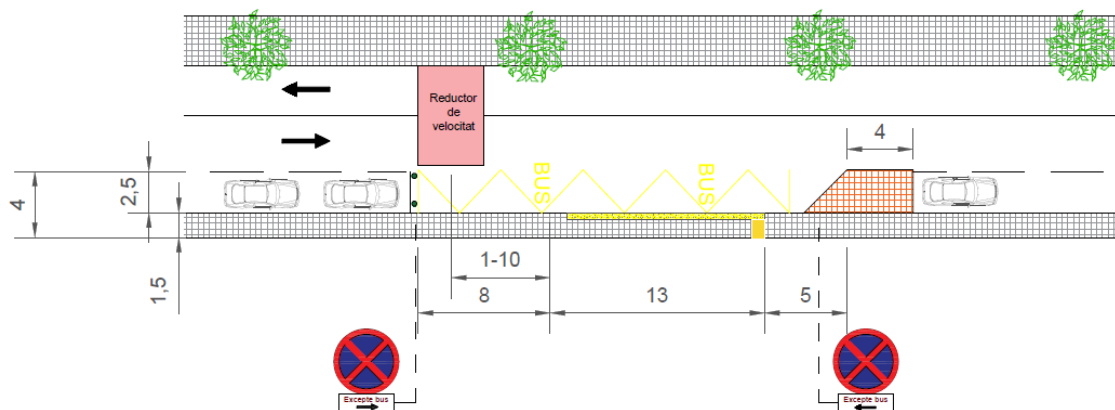 Reductor
de
velocitat
4
BUS
BUS
4
2,5
1,5
1-10
8
13
5
Excepte bus
Excepte bus